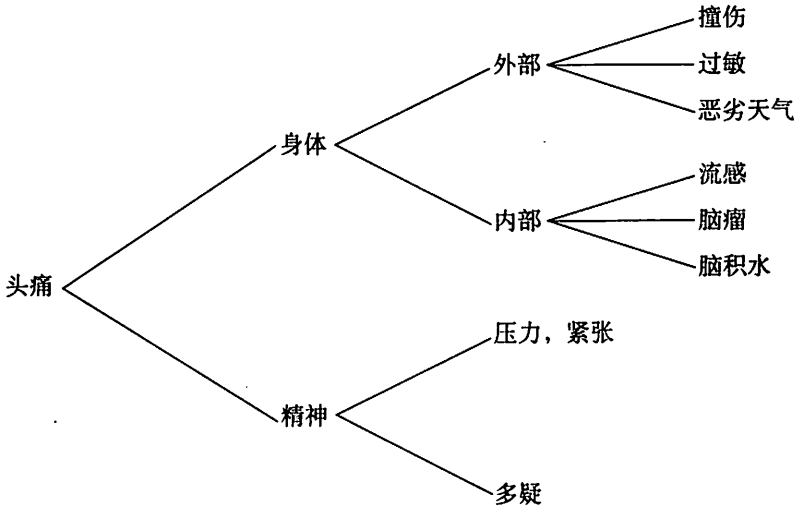 撞伤
外部
过敏
恶劣天气
身体
流感
内部
脑瘤
脑积水
头痛
压力，紧张
精神
多疑